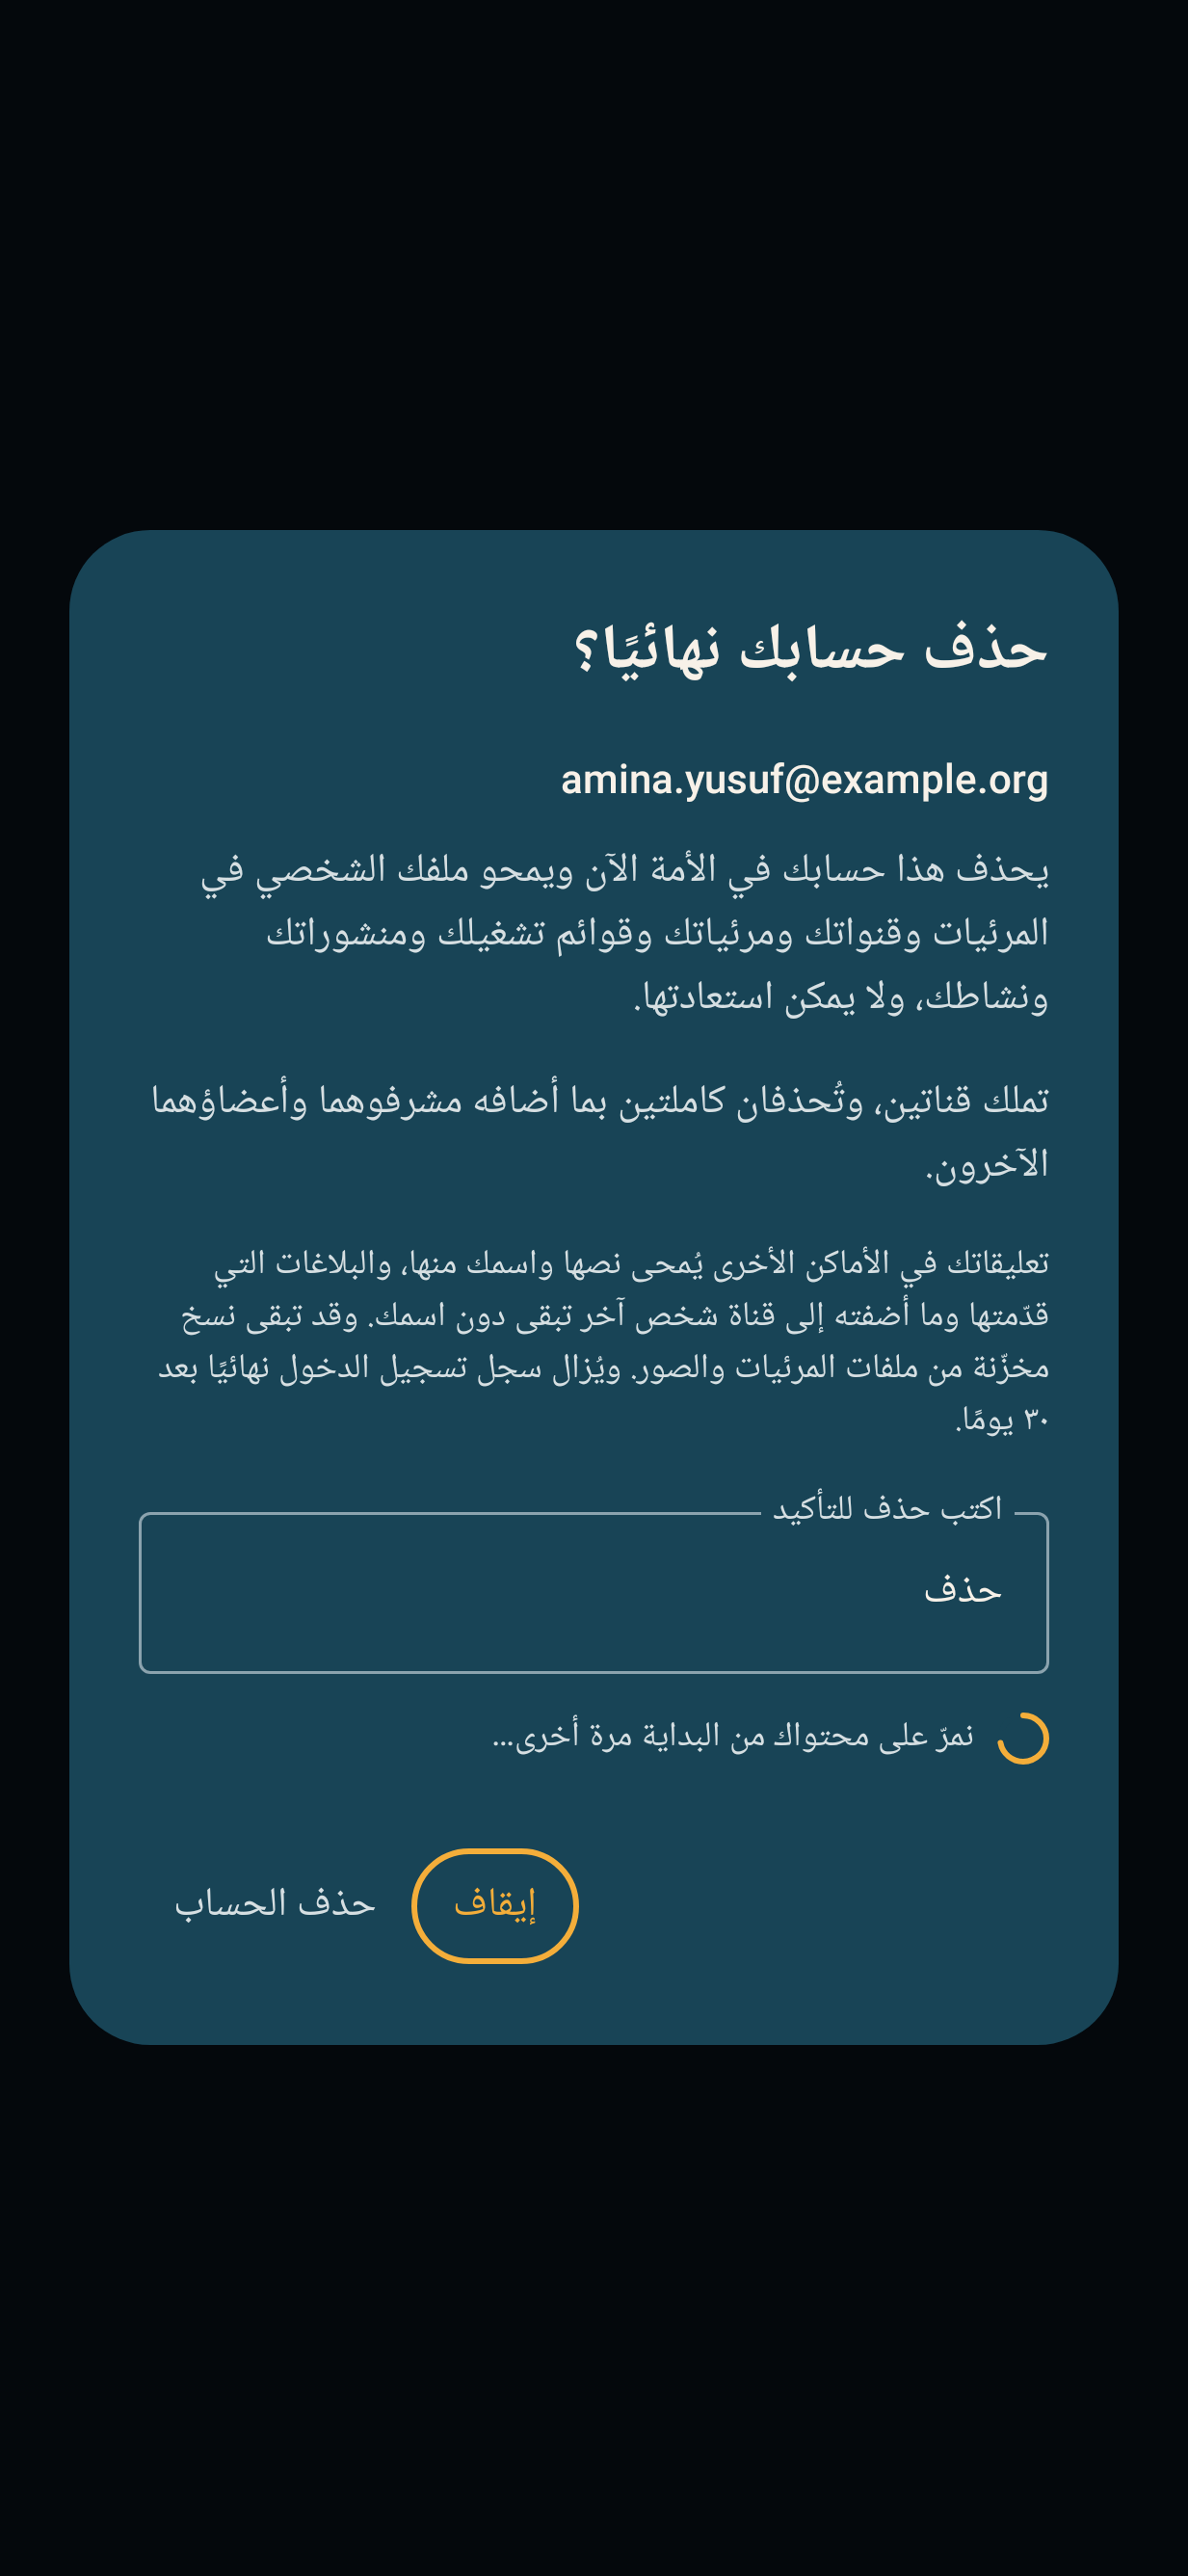 حذف حسابك نهائيًا؟
amina.yusuf@example.org
يحذف هذا حسابك في الأمة الآن ويمحو ملفك الشخصي في
المرئيات وقنواتك ومرئياتك وقوائم تشغيلك ومنشوراتك
ونشاطك، ولا يمكن استعادتها.
تملك قناتين، وتُحذفان كاملتين بما أضافه مشرفوهما وأعضاؤهما
الآخرون.
تعليقاتك في الأماكن الأخرى يُمحى نصها واسمك منها، والبلاغات التي
قدّمتها وما أضفته إلى قناة شخص آخر تبقى دون اسمك. وقد تبقى نسخ
مخزّنة من ملفات المرئيات والصور. ويُزال سجل تسجيل الدخول نهائيًا بعد
٣٠ يومًا.
اكتب حذف للتأكيد
حذف
نمرّ على محتواك من البداية مرة أخرى...
إيقاف
حذف الحساب